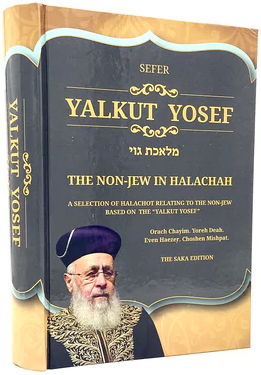 SEFER
YALKUT YOSEF
מלאכת גוי
THE NON-JEW IN HALACHAH
A SELECTION OF HALACHOT RELATING TO THE NON-JEW
BASED ON THE "YALKUT YOSEF"
Orach Chayim. Yoreh Deah.
Even Haezer. Choshen Mishpat.
THE SAKA EDITION
YALKUT YOSEF